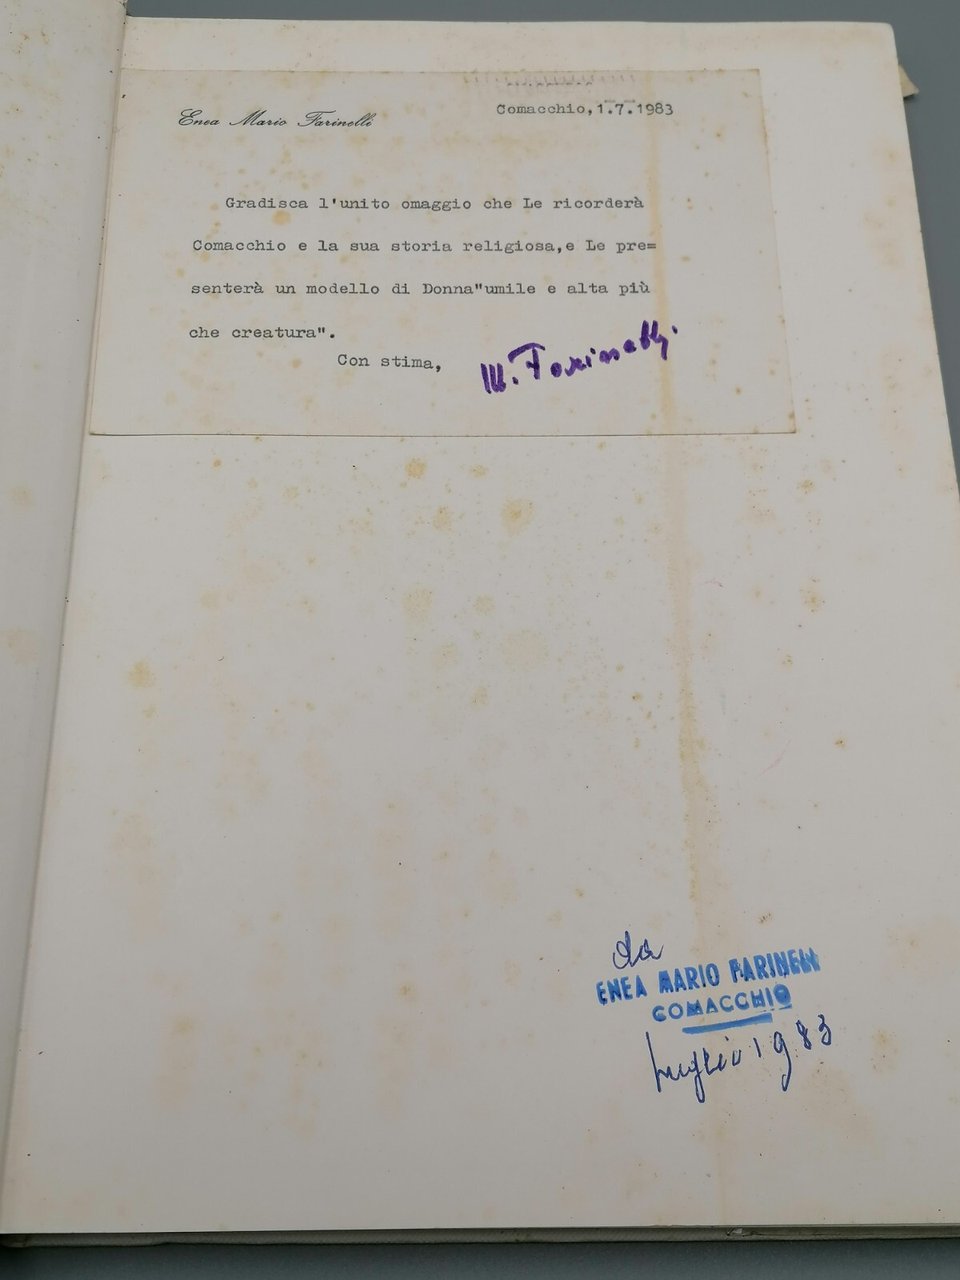 Enea Mario Farinelli
Comacchio,1.7.1983
Gradisca l'unito omaggio che Le ricorderà
Comacchio e la sua storia religiosa,e Le pre=
senterà un modello di Donna"umile e alta più
che creatura".
Con stima,
M. Farinelli
da
ENEA MARIO FARINELLI
COMACCHIO
luglio 1983